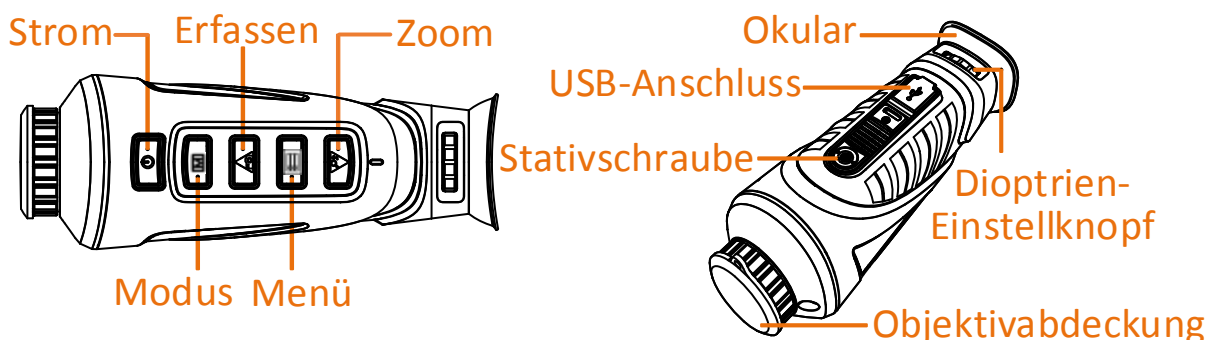 Strom
Erfassen
Zoom
M
Modus
Menü
Okular
USB-Anschluss
Stativschraube
Dioptrien-
Einstellknopf
Objektivabdeckung